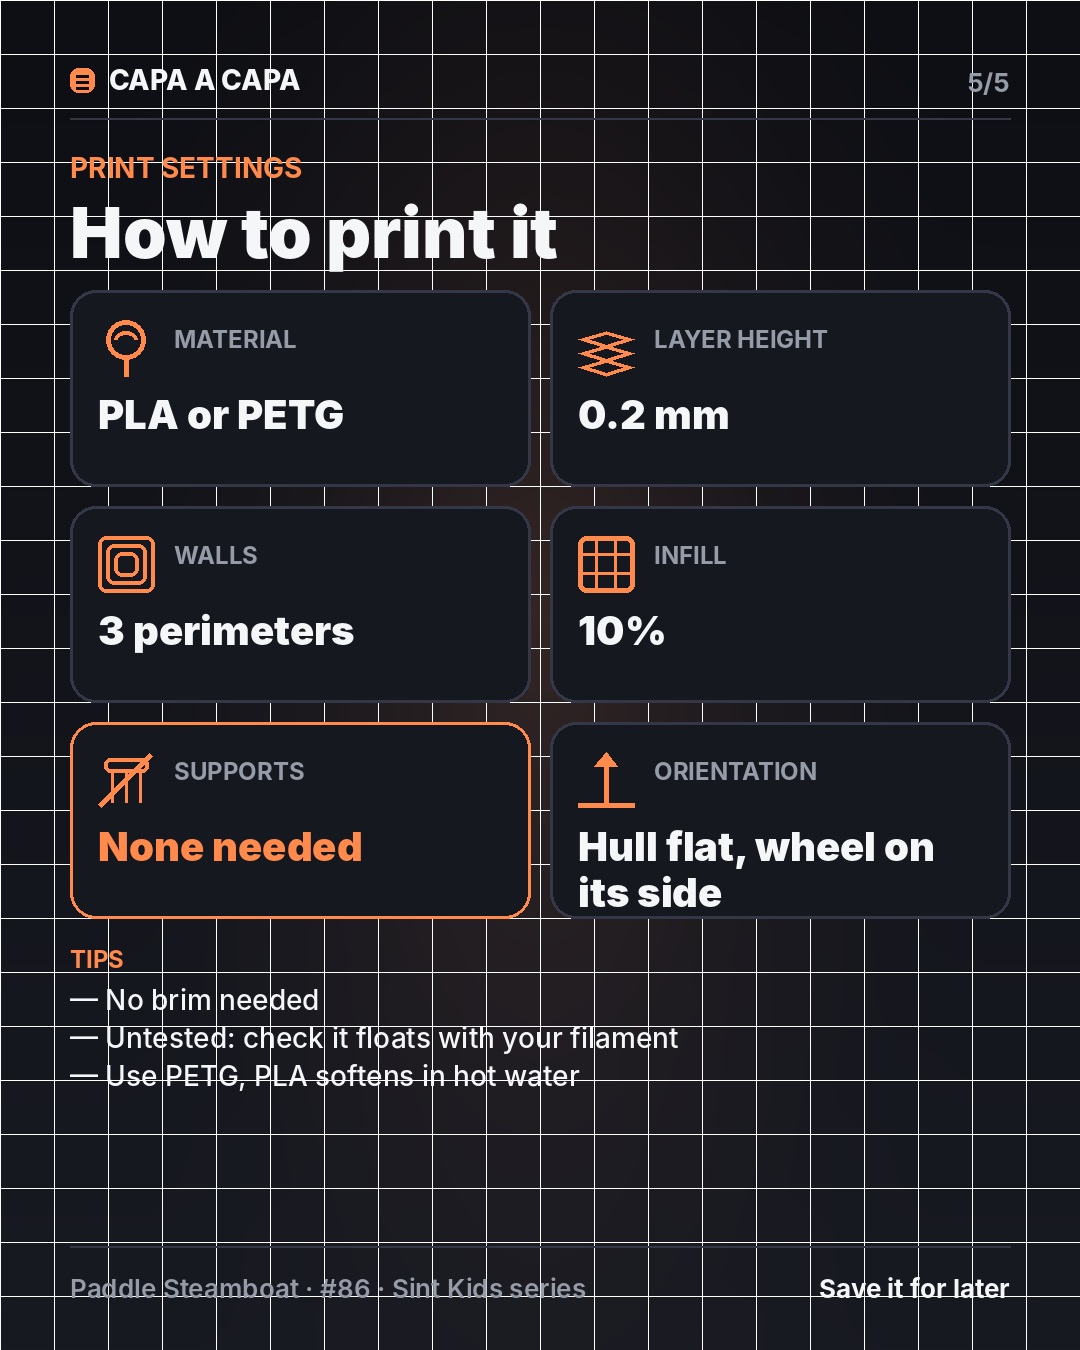 CAPA A CAPA
5/5
PRINT SETTINGS
How to print it
MATERIAL
PLA or PETG
LAYER HEIGHT
0.2 mm
WALLS
3 perimeters
INFILL
10%
SUPPORTS
None needed
ORIENTATION
Hull flat, wheel on
its side
TIPS
— No brim needed
— Untested: check it floats with your filament
— Use PETG, PLA softens in hot water
Paddle Steamboat · #86 · Sint Kids series
Save it for later